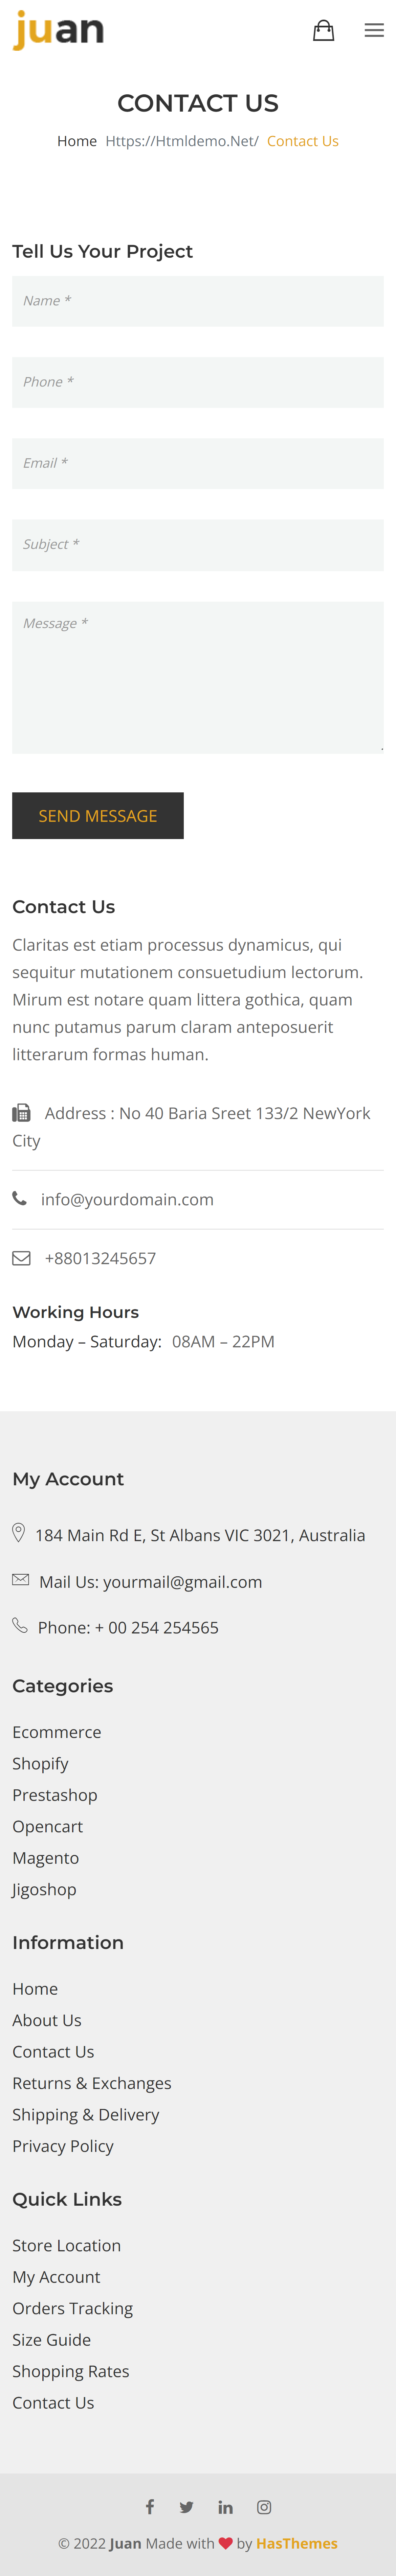 juan
CONTACT US
Home Https://Htmldemo.Net/ Contact Us
Tell Us Your Project
Name *
Phone *
Email *
Subject *
Message *
SEND MESSAGE
Contact Us
Claritas est etiam processus dynamicus, qui
sequitur mutationem consuetudium lectorum.
Mirum est notare quam littera gothica, quam
nunc putamus parum claram anteposuerit
litterarum formas human.
Address : No 40 Baria Sreet 133/2 NewYork
City
info@yourdomain.com
+88013245657
Working Hours
Monday – Saturday: 08AM – 22PM
My Account
184 Main Rd E, St Albans VIC 3021, Australia
Mail Us: yourmail@gmail.com
Phone: + 00 254 254565
Categories
Ecommerce
Shopify
Prestashop
Opencart
Magento
Jigoshop
Information
Home
About Us
Contact Us
Returns & Exchanges
Shipping & Delivery
Privacy Policy
Quick Links
Store Location
My Account
Orders Tracking
Size Guide
Shopping Rates
Contact Us
© 2022 Juan Made with ❤ by HasThemes